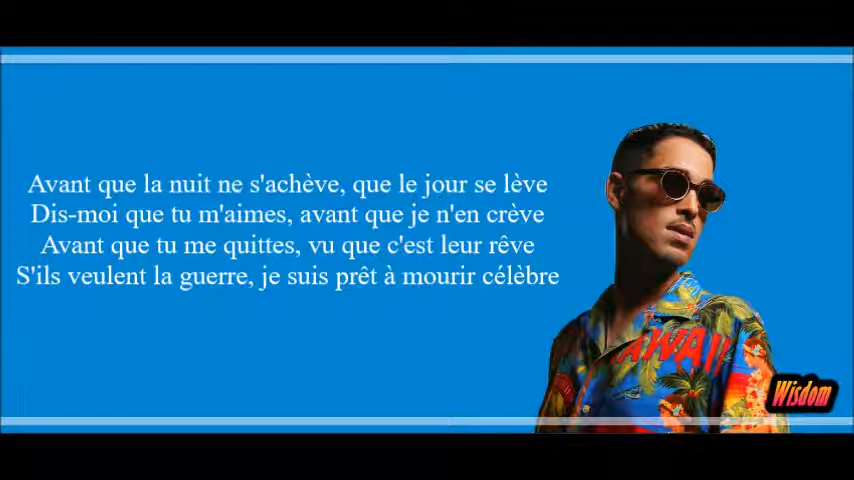 Avant que la nuit ne s'achève, que le jour se lève
Dis-moi que tu m'aimes, avant que je n'en crève
Avant que tu me quittes, vu que c'est leur rêve
S'ils veulent la guerre, je suis prêt à mourir célèbre
HAWAII
Wisdom